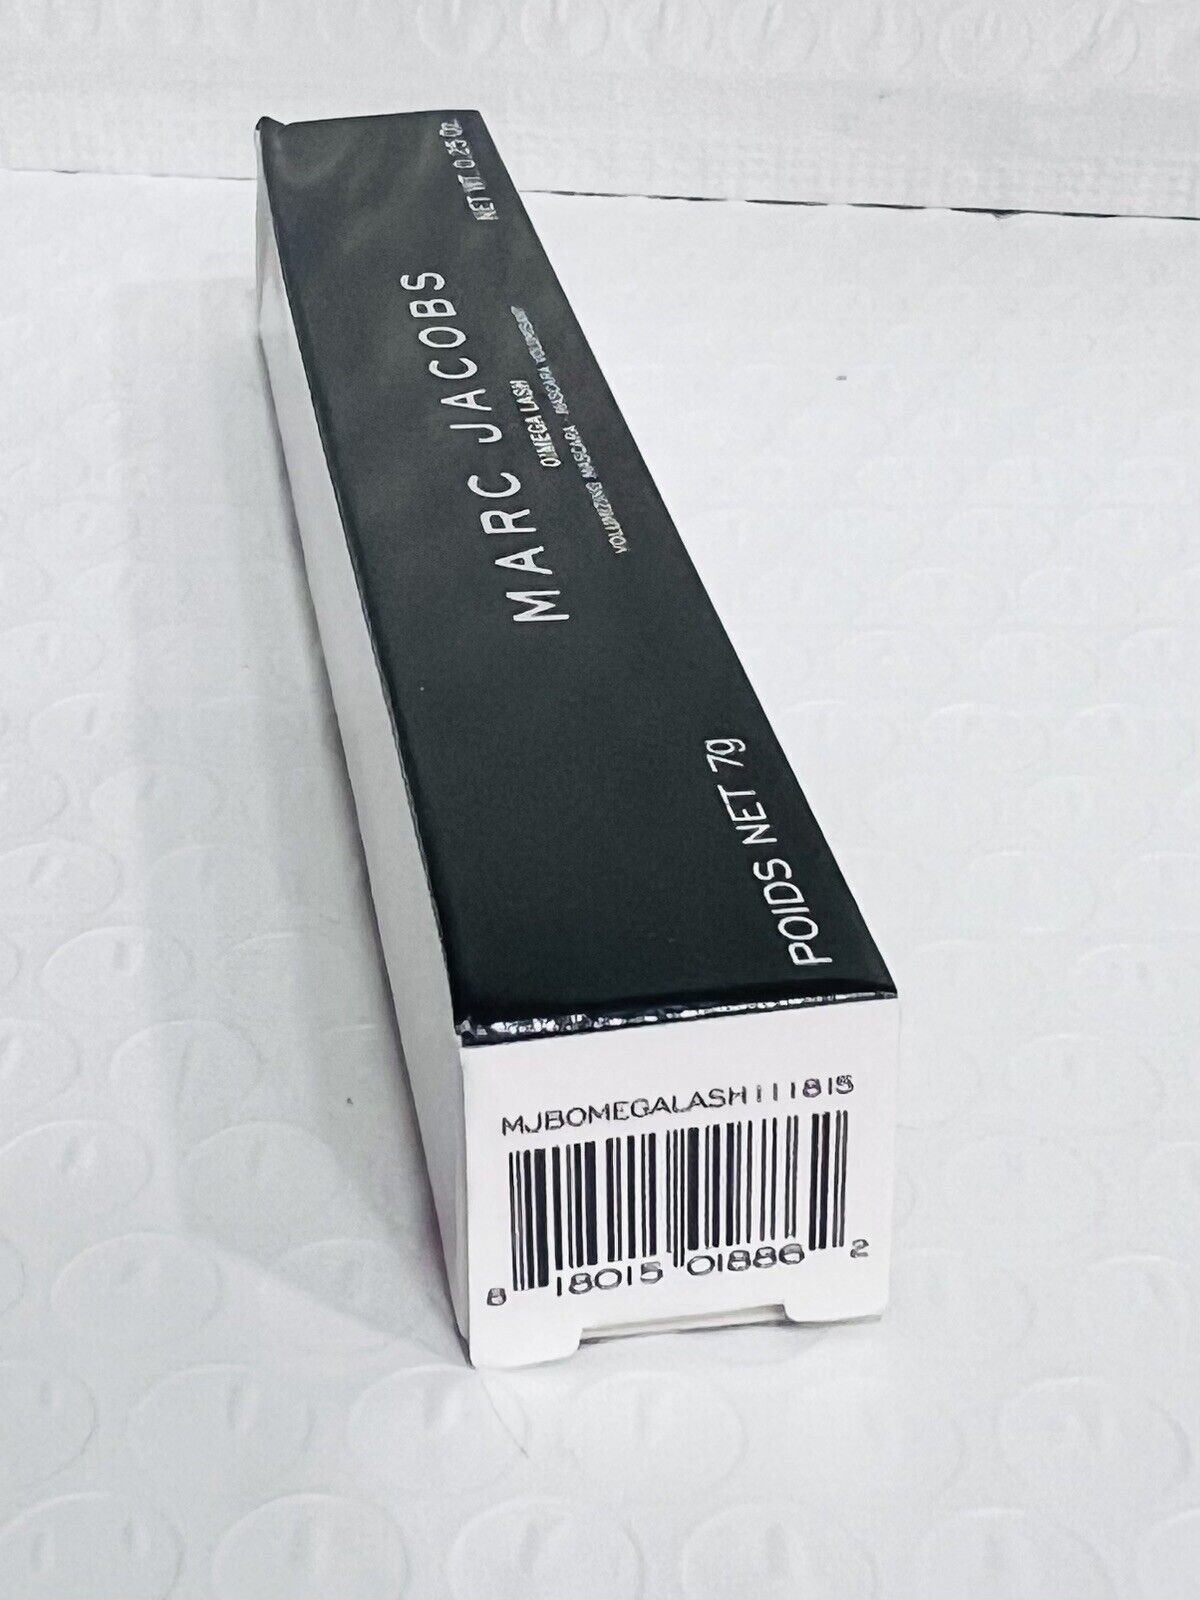 NET WT. 0.25 Oz.
MARC JACOBS
O!MEGA LASH
VOLUMIZING MASCARA · MASCARA VOLUMISANT
POIDS NET 7g
MJBOMEGALASH111815
8 18015 01886 2